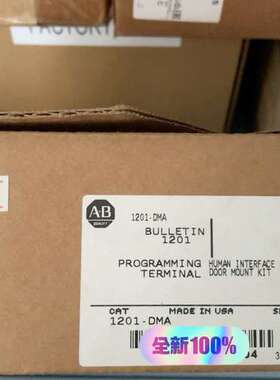 FACTORY
AB
QUALITY
1201-DMA
BULLETIN
1201
PROGRAMMING
TERMINAL
HUMAN INTERFACE
DOOR MOUNT KIT
CAT
MADE IN USA
1201-DMA
全新100%